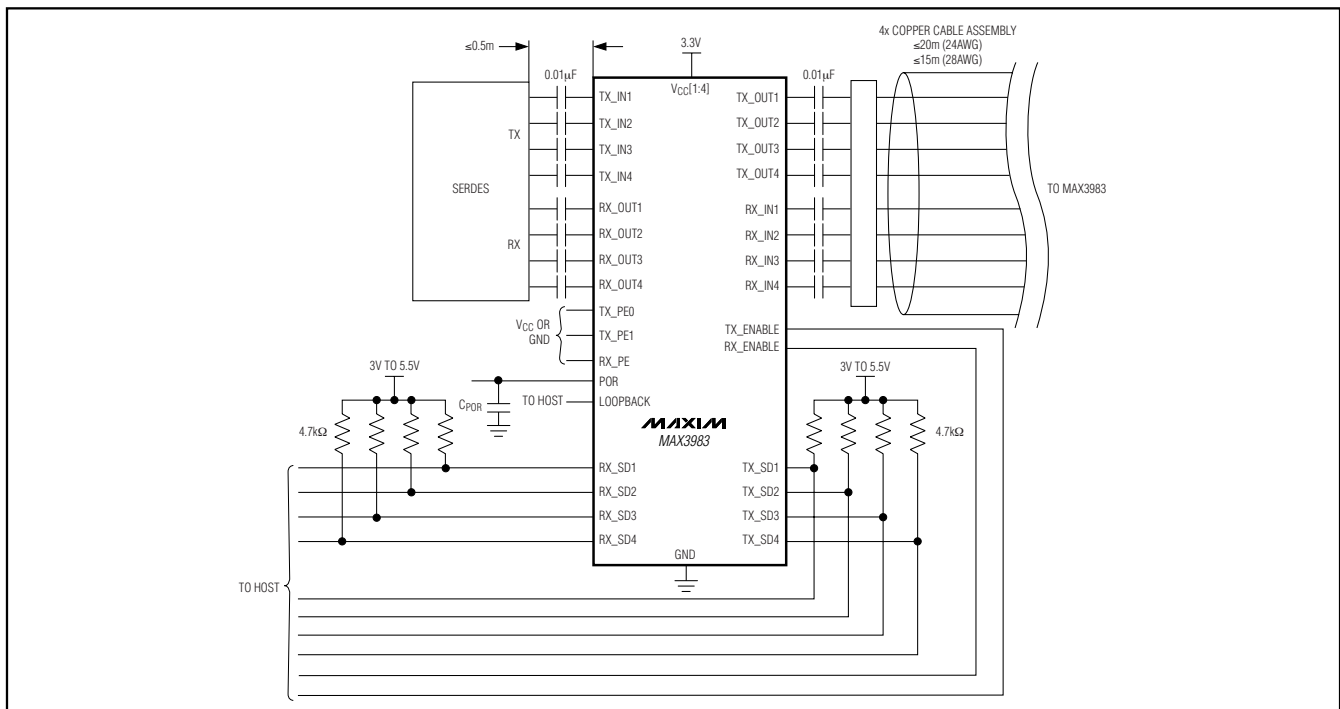 4x COPPER CABLE ASSEMBLY
≤20m (24AWG)
≤15m (28AWG)
≤0.5m
3.3V
0.01μF
VCC[1:4]
0.01μF
TX_IN1
TX_IN2
TX_IN3
TX_IN4
RX_OUT1
RX_OUT2
RX_OUT3
RX_OUT4
TX_PE0
TX_PE1
RX_PE
POR
LOOPBACK
TX
SERDES
RX
VCC OR
GND
CPOR
TO HOST
TX_OUT1
TX_OUT2
TX_OUT3
TX_OUT4
RX_IN1
RX_IN2
RX_IN3
RX_IN4
TX_ENABLE
RX_ENABLE
TO MAX3983
MAXIM
MAX3983
3V TO 5.5V
4.7kΩ
3V TO 5.5V
4.7kΩ
RX_SD1
RX_SD2
RX_SD3
RX_SD4
TX_SD1
TX_SD2
TX_SD3
TX_SD4
GND
TO HOST